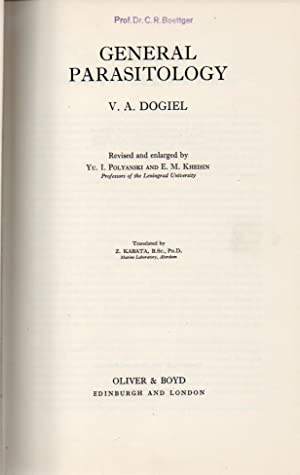 Prof. Dr. C. R. Boettger
GENERAL
PARASITOLOGY
V. A. DOGIEL
Revised and enlarged by
YU. I. POLYANSKI AND E. M. KHEISIN
Professors of the Leningrad University
Translated by
Z. KABATA, B.Sc., PH.D.
Marine Laboratory, Aberdeen
OLIVER & BOYD
EDINBURGH AND LONDON